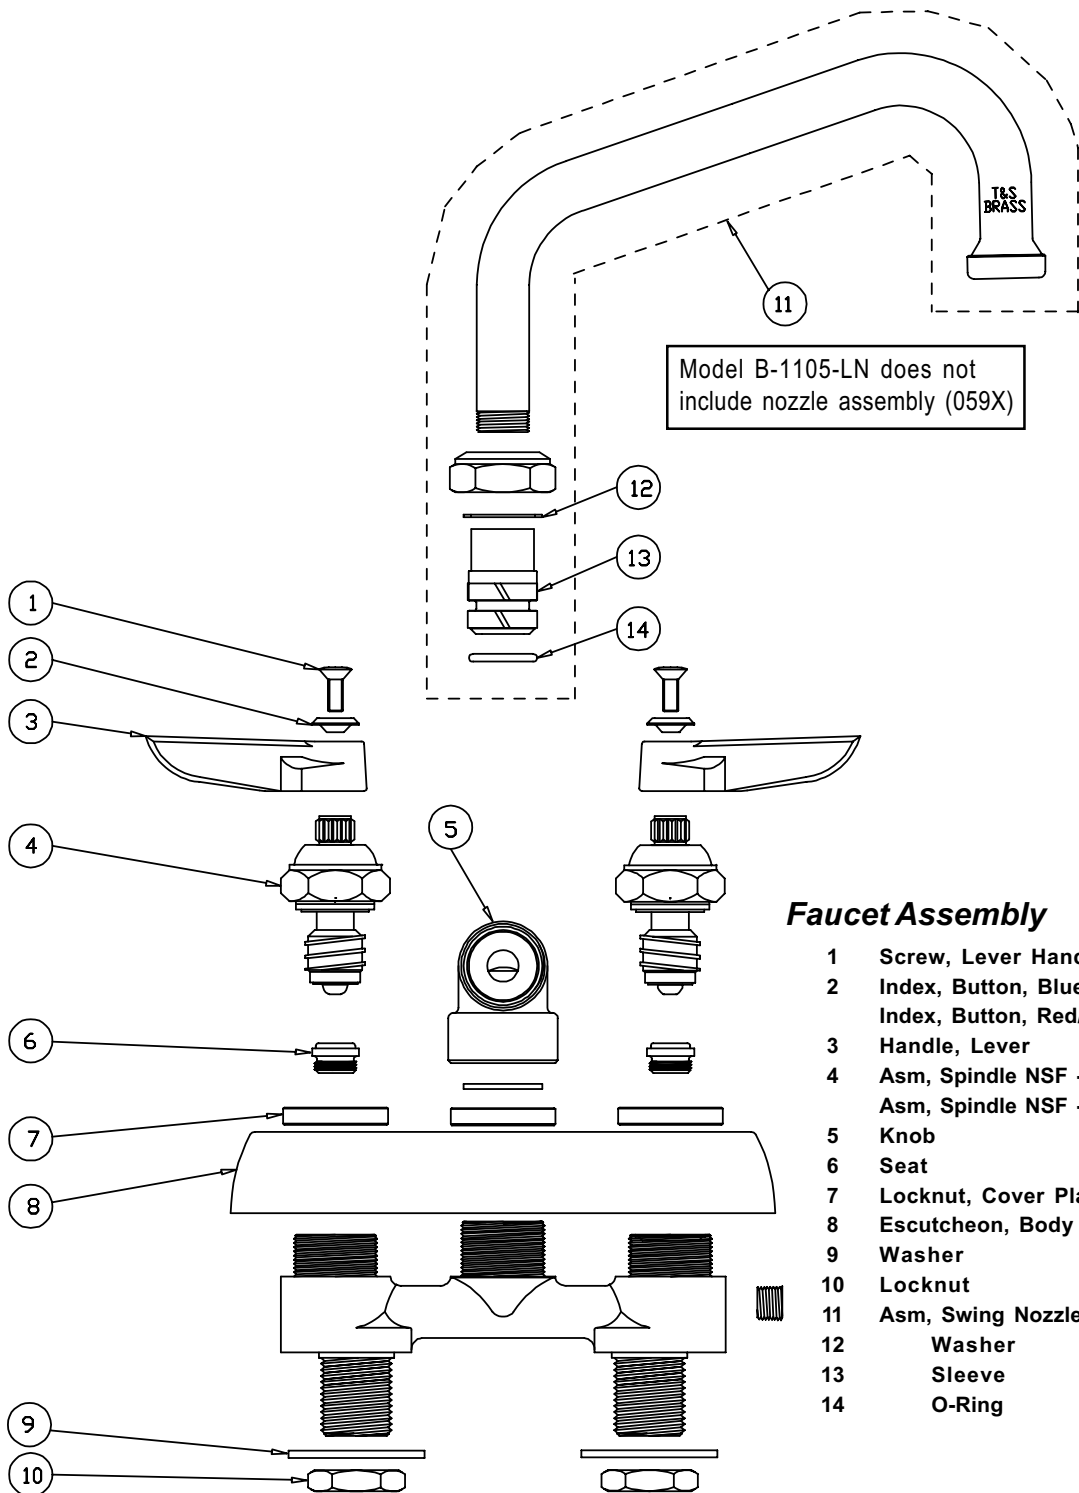 T&S
BRASS
11
Model B-1105-LN does not
include nozzle assembly (059X)
12
13
14
1
2
3
4
5
6
7
8
9
10
Faucet Assembly
1 Screw, Lever Hand
2 Index, Button, Blue
Index, Button, Red/
3 Handle, Lever
4 Asm, Spindle NSF -
Asm, Spindle NSF -
5 Knob
6 Seat
7 Locknut, Cover Pla
8 Escutcheon, Body
9 Washer
10 Locknut
11 Asm, Swing Nozzle
12 Washer
13 Sleeve
14 O-Ring